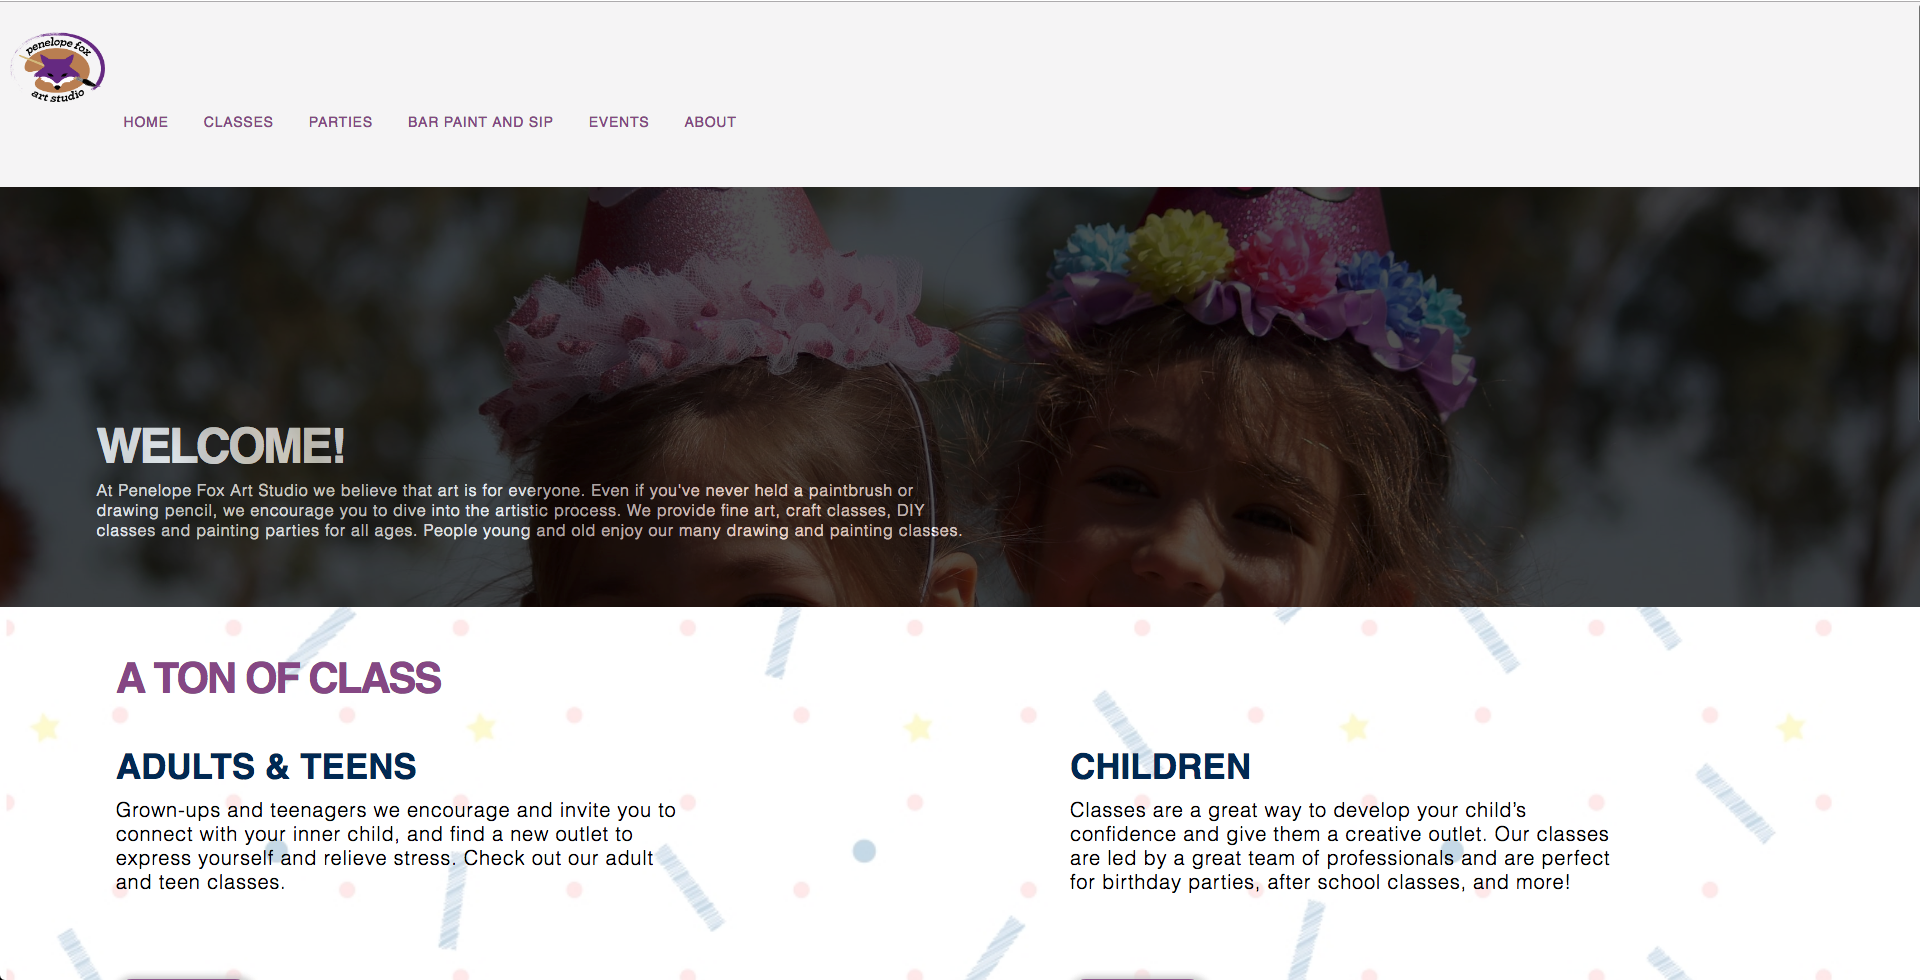 penelope fox
art studio
HOME CLASSES PARTIES BAR PAINT AND SIP EVENTS ABOUT
WELCOME!
At Penelope Fox Art Studio we believe that art is for everyone. Even if you've never held a paintbrush or
drawing pencil, we encourage you to dive into the artistic process. We provide fine art, craft classes, DIY
classes and painting parties for all ages. People young and old enjoy our many drawing and painting classes.
A TON OF CLASS
ADULTS & TEENS
Grown-ups and teenagers we encourage and invite you to
connect with your inner child, and find a new outlet to
express yourself and relieve stress. Check out our adult
and teen classes.
CHILDREN
Classes are a great way to develop your child’s
confidence and give them a creative outlet. Our classes
are led by a great team of professionals and are perfect
for birthday parties, after school classes, and more!